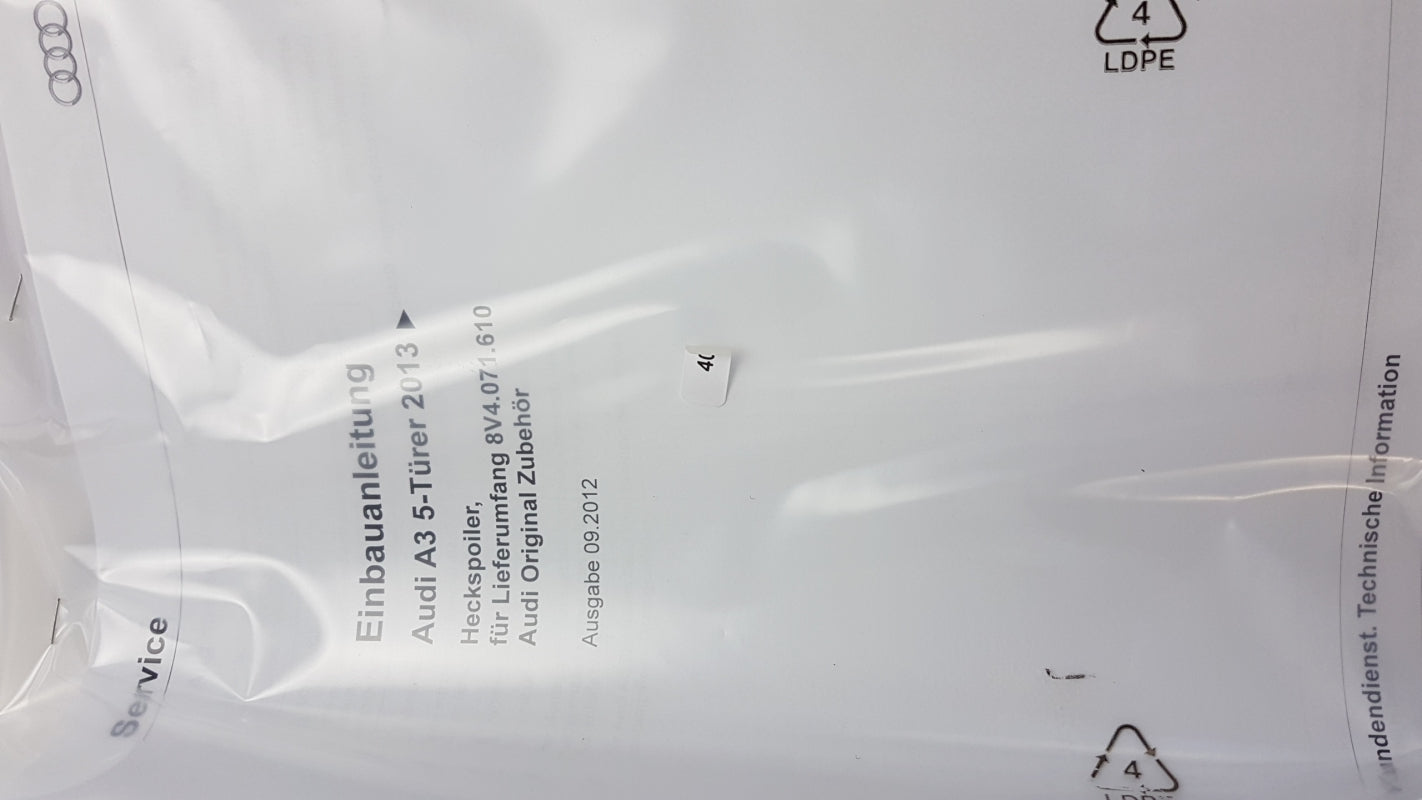 Service
Einbauanleitung
Audi A3 5-Türer 2013 ►
Heckspoiler,
für Lieferumfang 8V4.071.610
Audi Original Zubehör
Ausgabe 09.2012
Kundendienst. Technische Information
4
LDPE
4